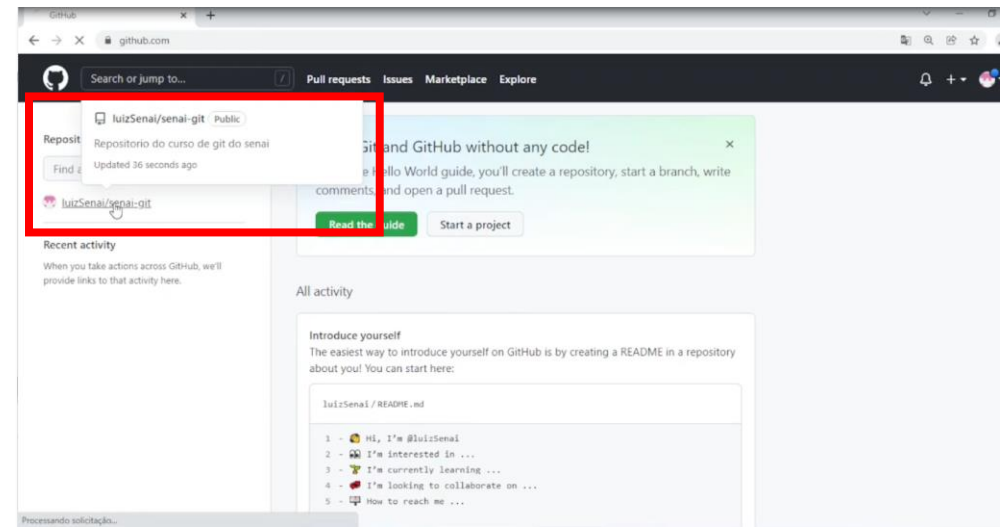 GitHub
github.com
Search or jump to... /
Pull requests Issues Marketplace Explore
luizSenai/senai-git Public
Repositorio do curso de git do senai
Updated 36 seconds ago
Reposit
Find a
luizSenai/senai-git
Recent activity
When you take actions across GitHub, we'll
provide links to that activity here.
Git and GitHub without any code!
Hello World guide, you'll create a repository, start a branch, write
comments, and open a pull request.
Read the guide
Start a project
All activity
Introduce yourself
The easiest way to introduce yourself on GitHub is by creating a README in a repository
about you! You can start here:
luizSenai / README.md
1 - 👋 Hi, I'm @luizSenai
2 - 👀 I'm interested in ...
3 - 🌱 I'm currently learning ...
4 - 💞️ I'm looking to collaborate on ...
5 - 📫 How to reach me ...
Processando solicitação...